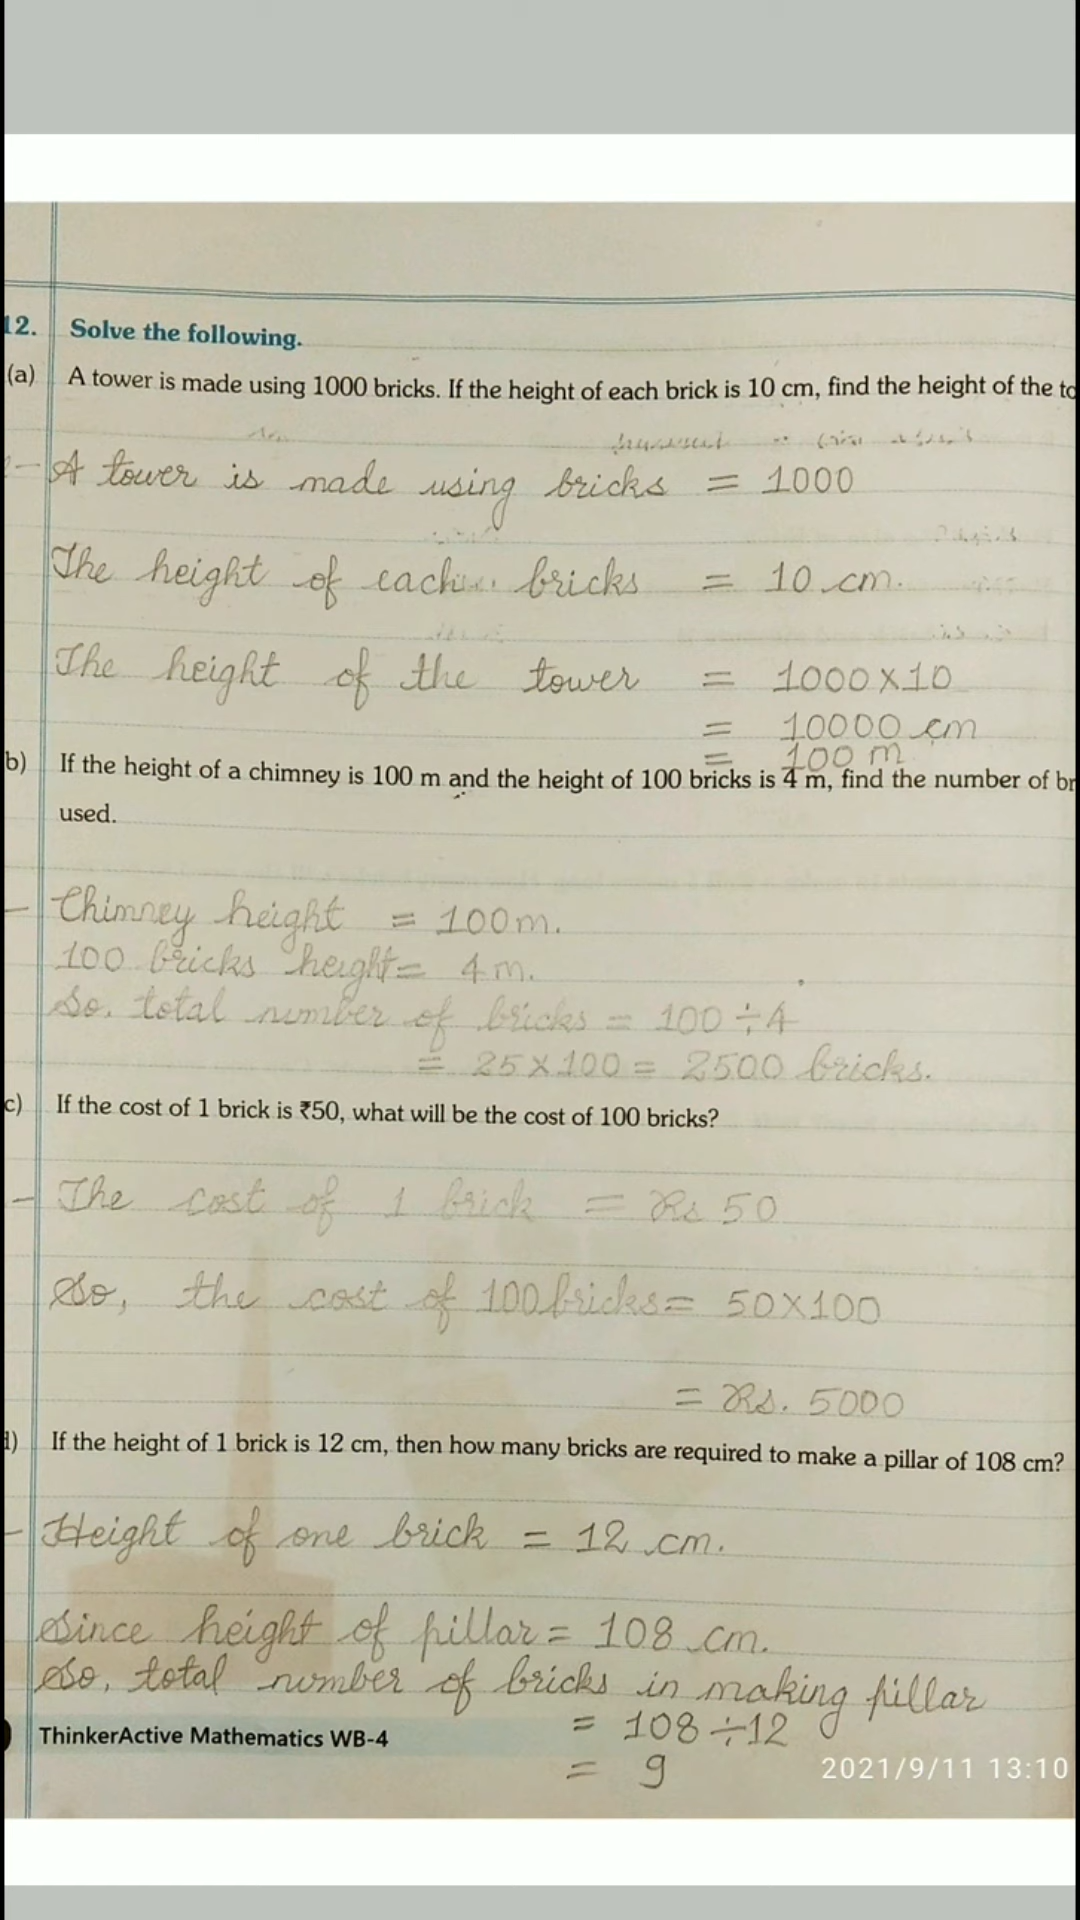 12. Solve the following.
(a) A tower is made using 1000 bricks. If the height of each brick is 10 cm, find the height of the to
- A tower is made using bricks = 1000
The height of each bricks = 10 cm.
The height of the tower = 1000 x 10
= 10000 cm
= 100 m
b) If the height of a chimney is 100 m and the height of 100 bricks is 4 m, find the number of br
used.
- Chimney height = 100m.
100 bricks height= 4 m.
So, total number of bricks = 100 ÷ 4
= 25 x 100 = 2500 bricks.
c) If the cost of 1 brick is ₹50, what will be the cost of 100 bricks?
- The cost of 1 brick = Rs 50
So, the cost of 100 bricks = 50 x 100
= Rs. 5000
d) If the height of 1 brick is 12 cm, then how many bricks are required to make a pillar of 108 cm?
- Height of one brick = 12 cm.
Since height of pillar = 108 cm.
So, total number of bricks in making pillar
= 108 ÷ 12
= 9
ThinkerActive Mathematics WB-4
2021/9/11 13:10